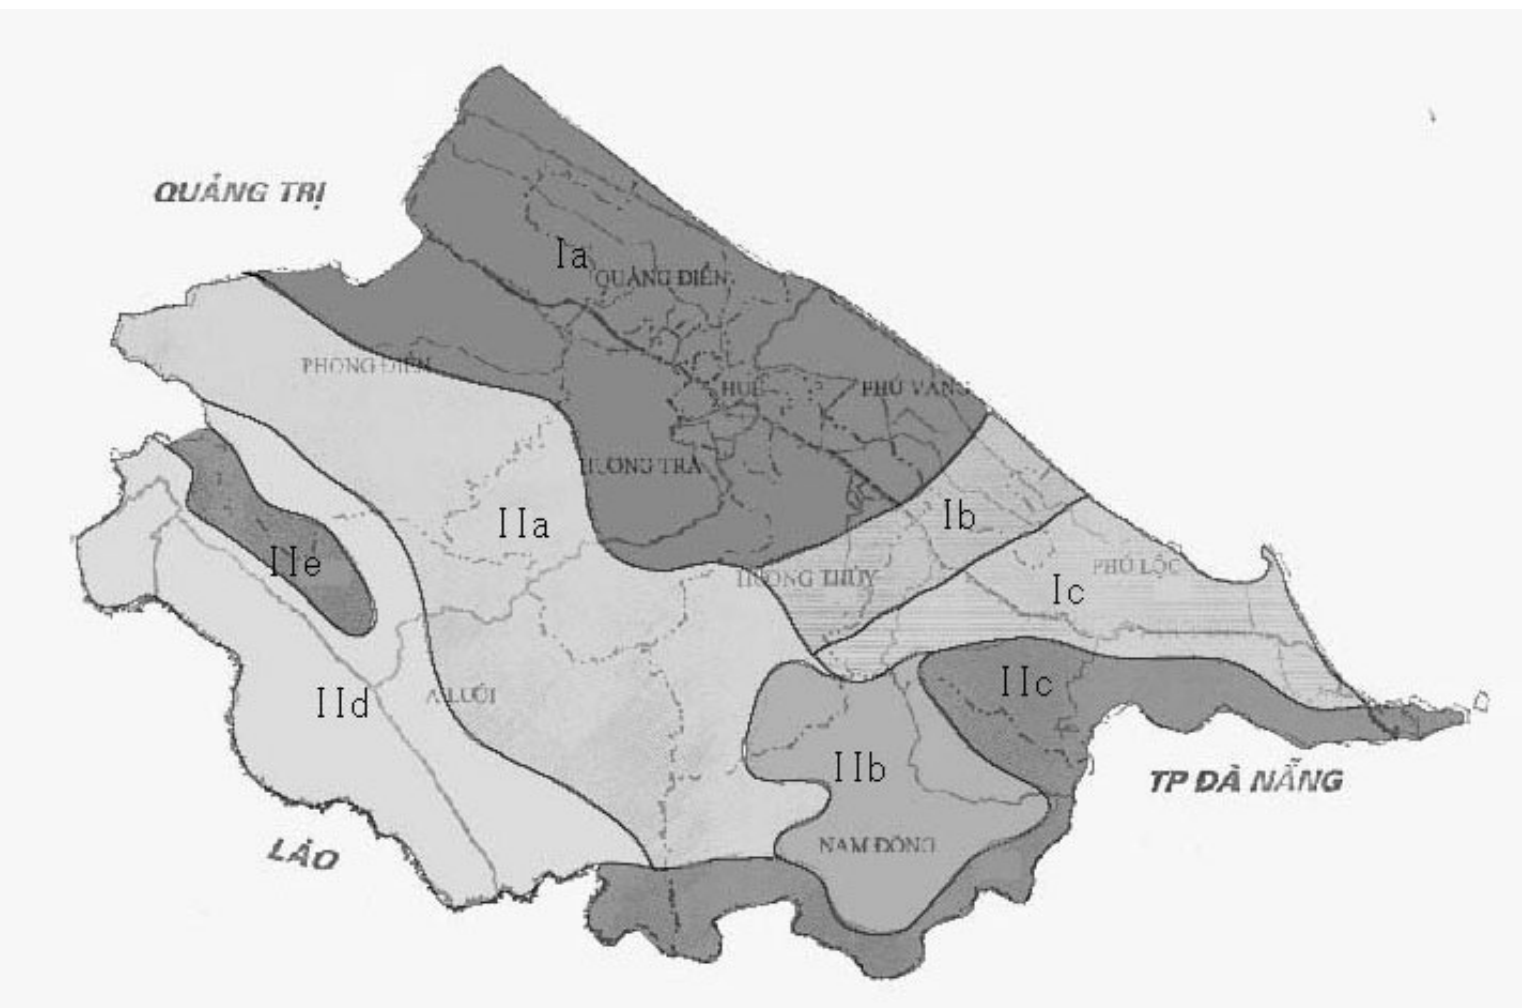 QUẢNG TRỊ
Ia
QUẢNG ĐIỀN
PHONG ĐIỀN
HUẾ
PHÚ VANG
HƯƠNG TRÀ
IIa
Ib
IIe
HƯƠNG THỦY
PHÚ LỘC
Ic
IId
A LƯỚI
IIc
IIb
TP ĐÀ NẴNG
NAM ĐÔNG
LÀO